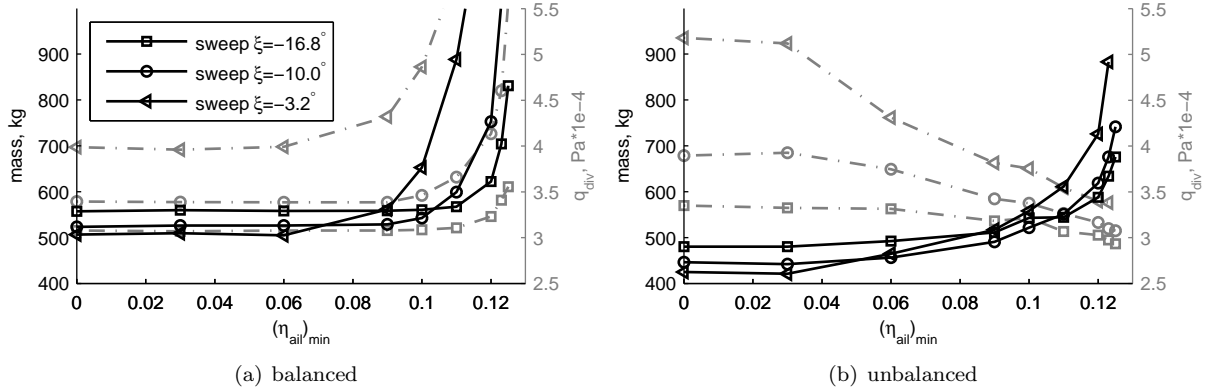 1000
900
800
700
600
500
400
mass, kg
sweep ξ=−16.8°
sweep ξ=−10.0°
sweep ξ=−3.2°
5.5
5
4.5
4
3.5
3
2.5
q_div, Pa*1e−4
0 0.02 0.04 0.06 0.08 0.1 0.12
(η_ail)_min
(a) balanced
900
800
700
600
500
400
mass, kg
5.5
5
4.5
4
3.5
3
2.5
q_div, Pa*1e−4
0 0.02 0.04 0.06 0.08 0.1 0.12
(η_ail)_min
(b) unbalanced